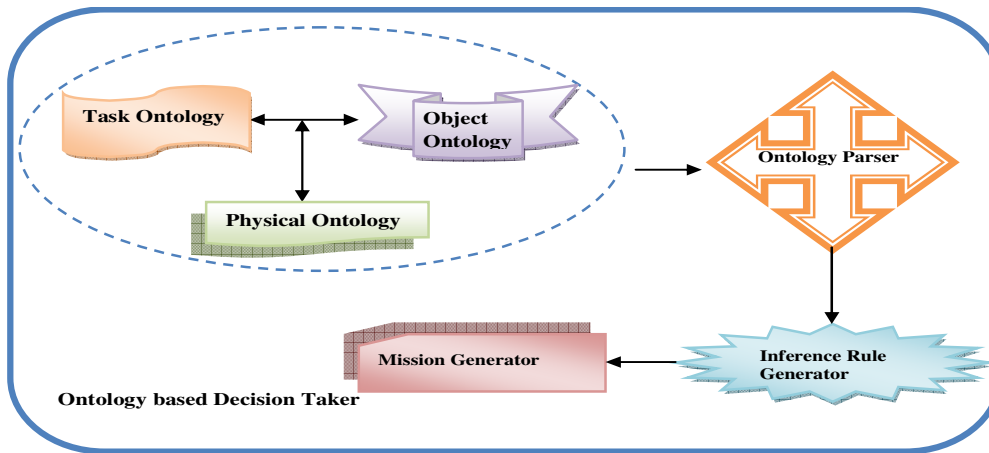 Task Ontology
Object
Ontology
Physical Ontology
Ontology Parser
Inference Rule
Generator
Mission Generator
Ontology based Decision Taker